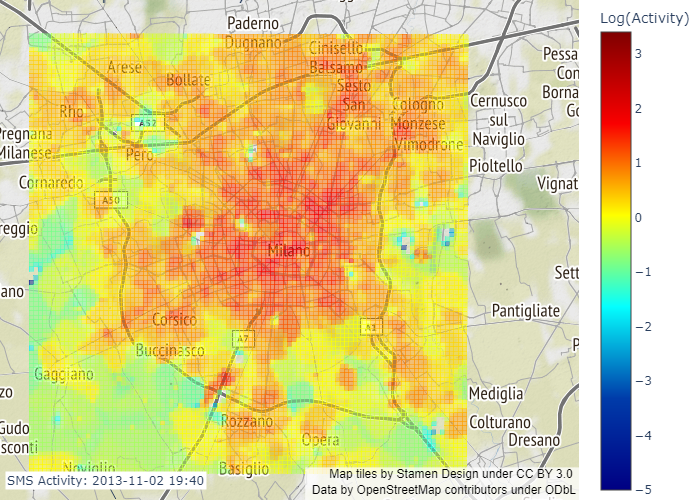 Log(Activity)
Paderno
Dugnano
Cinisello
Balsamo
Arese
Bollate
Sesto
San
Giovanni
Cologno
Monzese
Vimodrone
Cernusco
sul
Naviglio
Pessa
Con
Borna
Rho
A52
Pregnana
Milanese
Pero
Pioltello
Cornaredo
Vignat
A50
reggio
Milano
Sett
ano
Pantigliate
Corsico
A7
Buccinasco
Gaggiano
Mediglia
Rozzano
Colturano
Opera
Dresano
Gudo
sconti
Noviglio
Basiglio
SMS Activity: 2013-11-02 19:40
Map tiles by Stamen Design under CC BY 3.0
Data by OpenStreetMap contributors under ODbL
3
2
1
0
−1
−2
−3
−4
−5